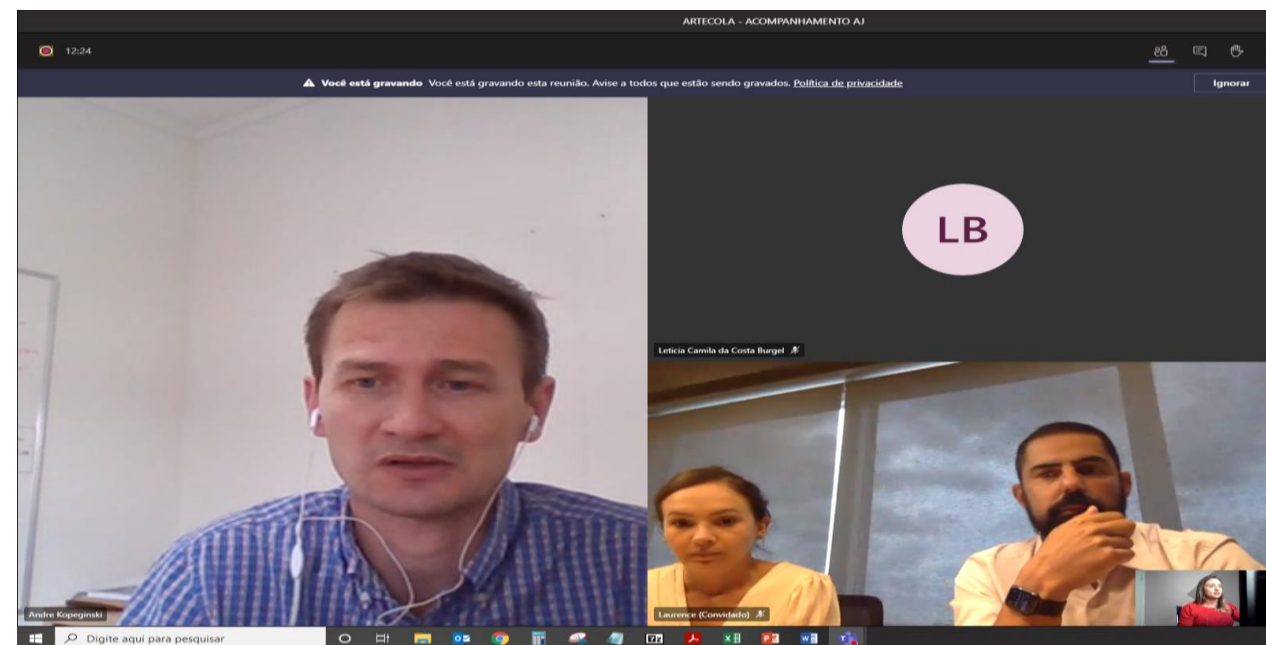 ARTECOLA - ACOMPANHAMENTO AJ
12:24
Você está gravando Você está gravando esta reunião. Avise a todos que estão sendo gravados. Política de privacidade
Ignorar
LB
Leticia Camila da Costa Burgel
Andre Kopeginski
Laurence (Convidado)
Digite aqui para pesquisar